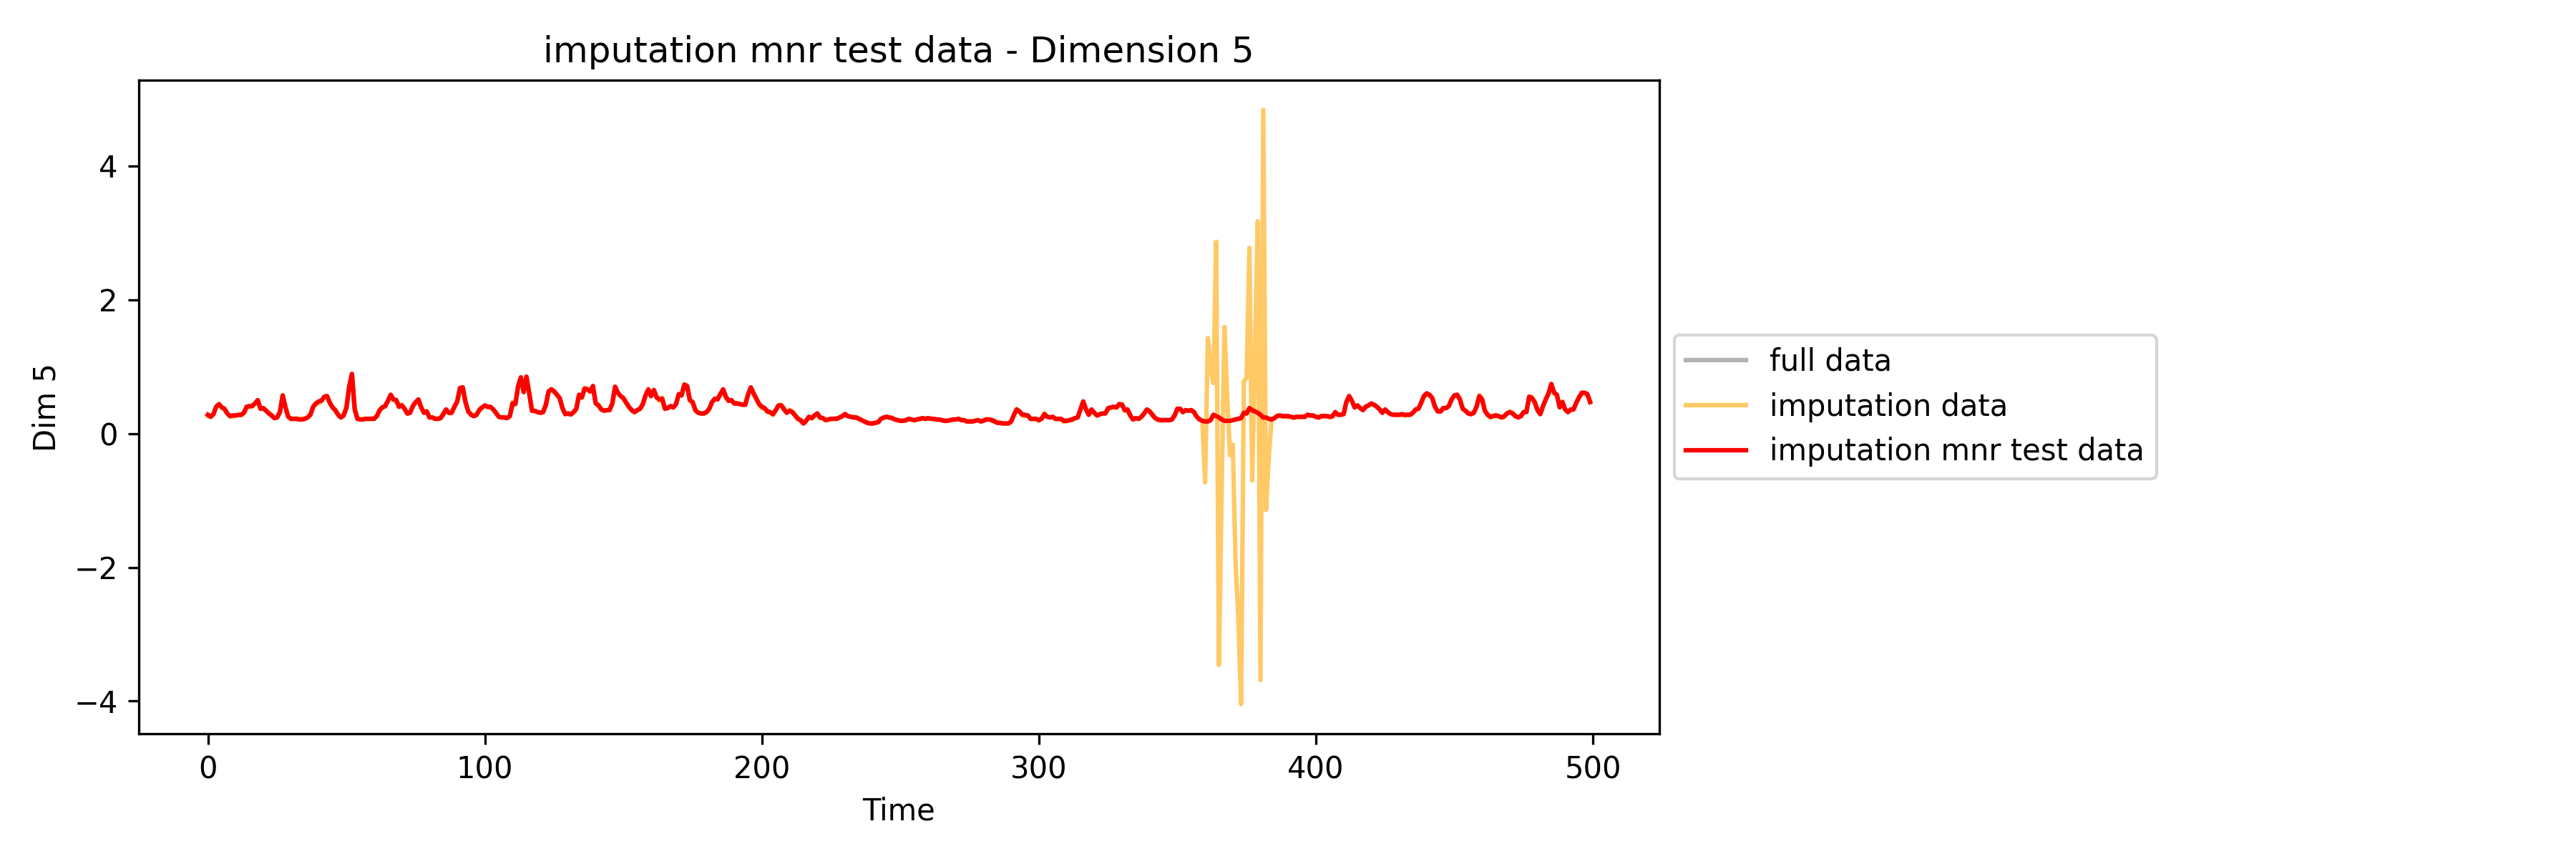 imputation mnr test data - Dimension 5
4
2
0
−2
−4
Dim 5
0 100 200 300 400 500
Time
full data
imputation data
imputation mnr test data